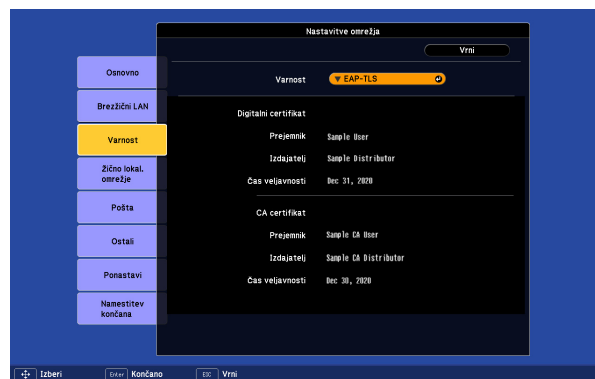 Nastavitve omrežja
Vrni
Osnovno
Brezžični LAN
Varnost
Žično lokal.
omrežje
Pošta
Ostali
Ponastavi
Namestitev
končana
Varnost
EAP-TLS
Digitalni certifikat
Prejemnik Sample User
Izdajatelj Sample Distributor
Čas veljavnosti Dec 31, 2020
CA certifikat
Prejemnik Sample CA User
Izdajatelj Sample CA Distributor
Čas veljavnosti Dec 30, 2020
Izberi Enter Končano ESC Vrni